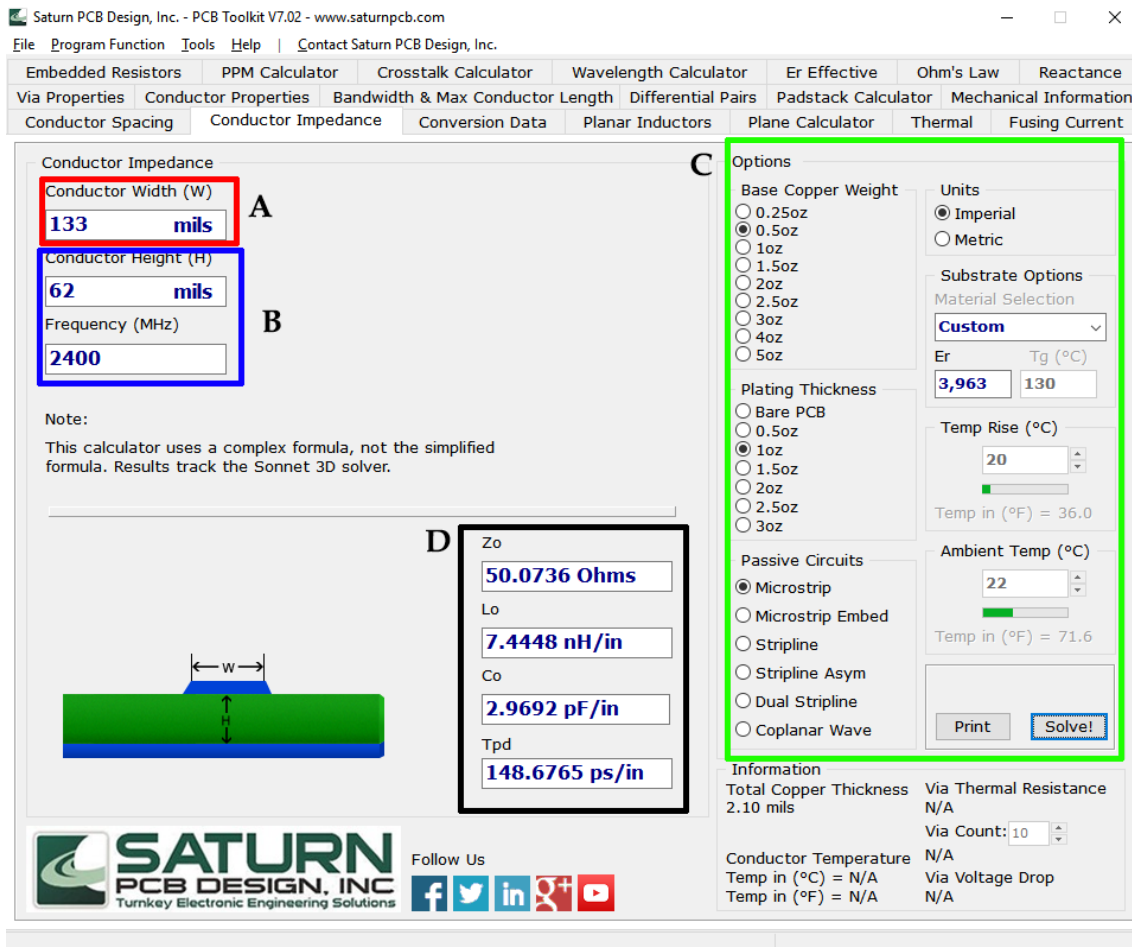 Saturn PCB Design, Inc. - PCB Toolkit V7.02 - www.saturnpcb.com
File Program Function Tools Help | Contact Saturn PCB Design, Inc.
Embedded Resistors PPM Calculator Crosstalk Calculator Wavelength Calculator Er Effective Ohm's Law Reactance
Via Properties Conductor Properties Bandwidth & Max Conductor Length Differential Pairs Padstack Calculator Mechanical Information
Conductor Spacing Conductor Impedance Conversion Data Planar Inductors Plane Calculator Thermal Fusing Current
Conductor Impedance
Conductor Width (W)
133 mils
A
Conductor Height (H)
62 mils
Frequency (MHz)
2400
B
Note:
This calculator uses a complex formula, not the simplified
formula. Results track the Sonnet 3D solver.
W
H
D
Zo
50.0736 Ohms
Lo
7.4448 nH/in
Co
2.9692 pF/in
Tpd
148.6765 ps/in
C
Options
Base Copper Weight
0.25oz
0.5oz
1oz
1.5oz
2oz
2.5oz
3oz
4oz
5oz
Plating Thickness
Bare PCB
0.5oz
1oz
1.5oz
2oz
2.5oz
3oz
Passive Circuits
Microstrip
Microstrip Embed
Stripline
Stripline Asym
Dual Stripline
Coplanar Wave
Units
Imperial
Metric
Substrate Options
Material Selection
Custom
Er Tg (°C)
3,963 130
Temp Rise (°C)
20
Temp in (°F) = 36.0
Ambient Temp (°C)
22
Temp in (°F) = 71.6
Print Solve!
Information
Total Copper Thickness
2.10 mils
Conductor Temperature
Temp in (°C) = N/A
Temp in (°F) = N/A
Via Thermal Resistance
N/A
Via Count: 10
N/A
Via Voltage Drop
N/A
SATURN
PCB DESIGN, INC
Turnkey Electronic Engineering Solutions
Follow Us
f
in
g+